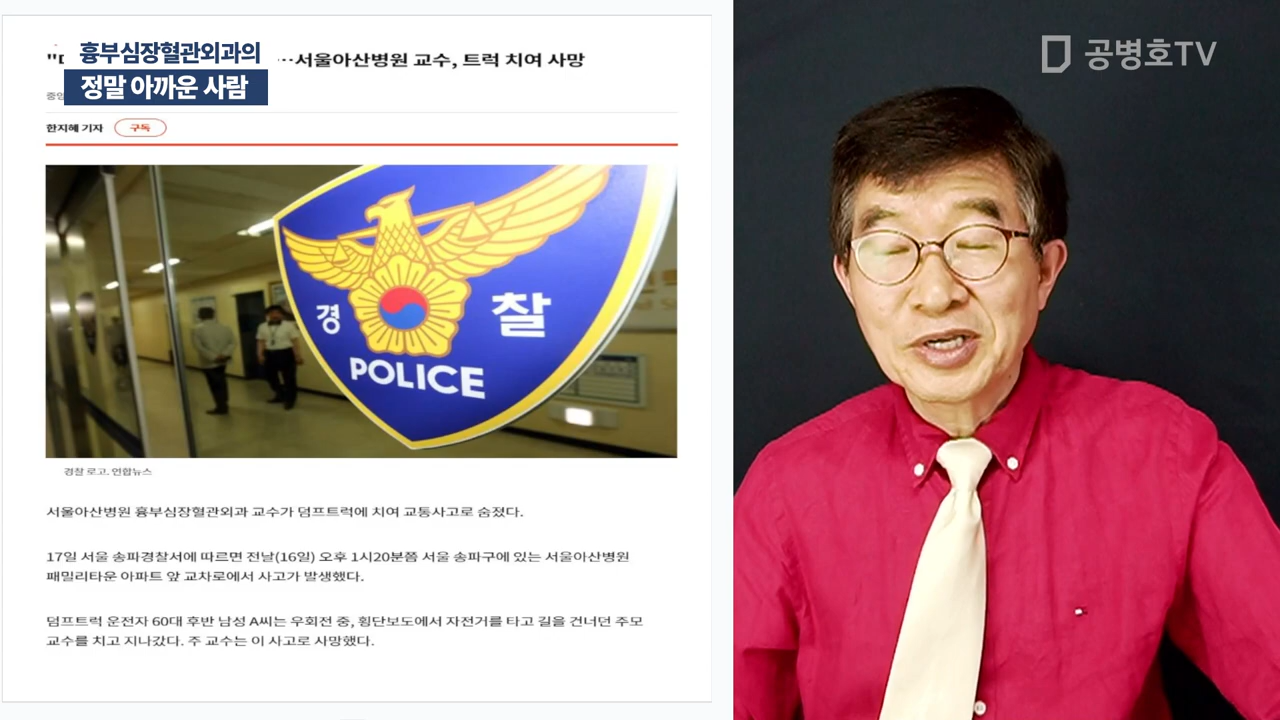 흉부심장혈관외과의
정말 아까운 사람
…서울아산병원 교수, 트럭 치여 사망
한지혜 기자
구독
경 찰
POLICE
경찰 로고. 연합뉴스
서울아산병원 흉부심장혈관외과 교수가 덤프트럭에 치여 교통사고로 숨졌다.
17일 서울 송파경찰서에 따르면 전날(16일) 오후 1시20분쯤 서울 송파구에 있는 서울아산병원
패밀리타운 아파트 앞 교차로에서 사고가 발생했다.
덤프트럭 운전자 60대 후반 남성 A씨는 우회전 중, 횡단보도에서 자전거를 타고 길을 건너던 주모
교수를 치고 지나갔다. 주 교수는 이 사고로 사망했다.
공병호TV